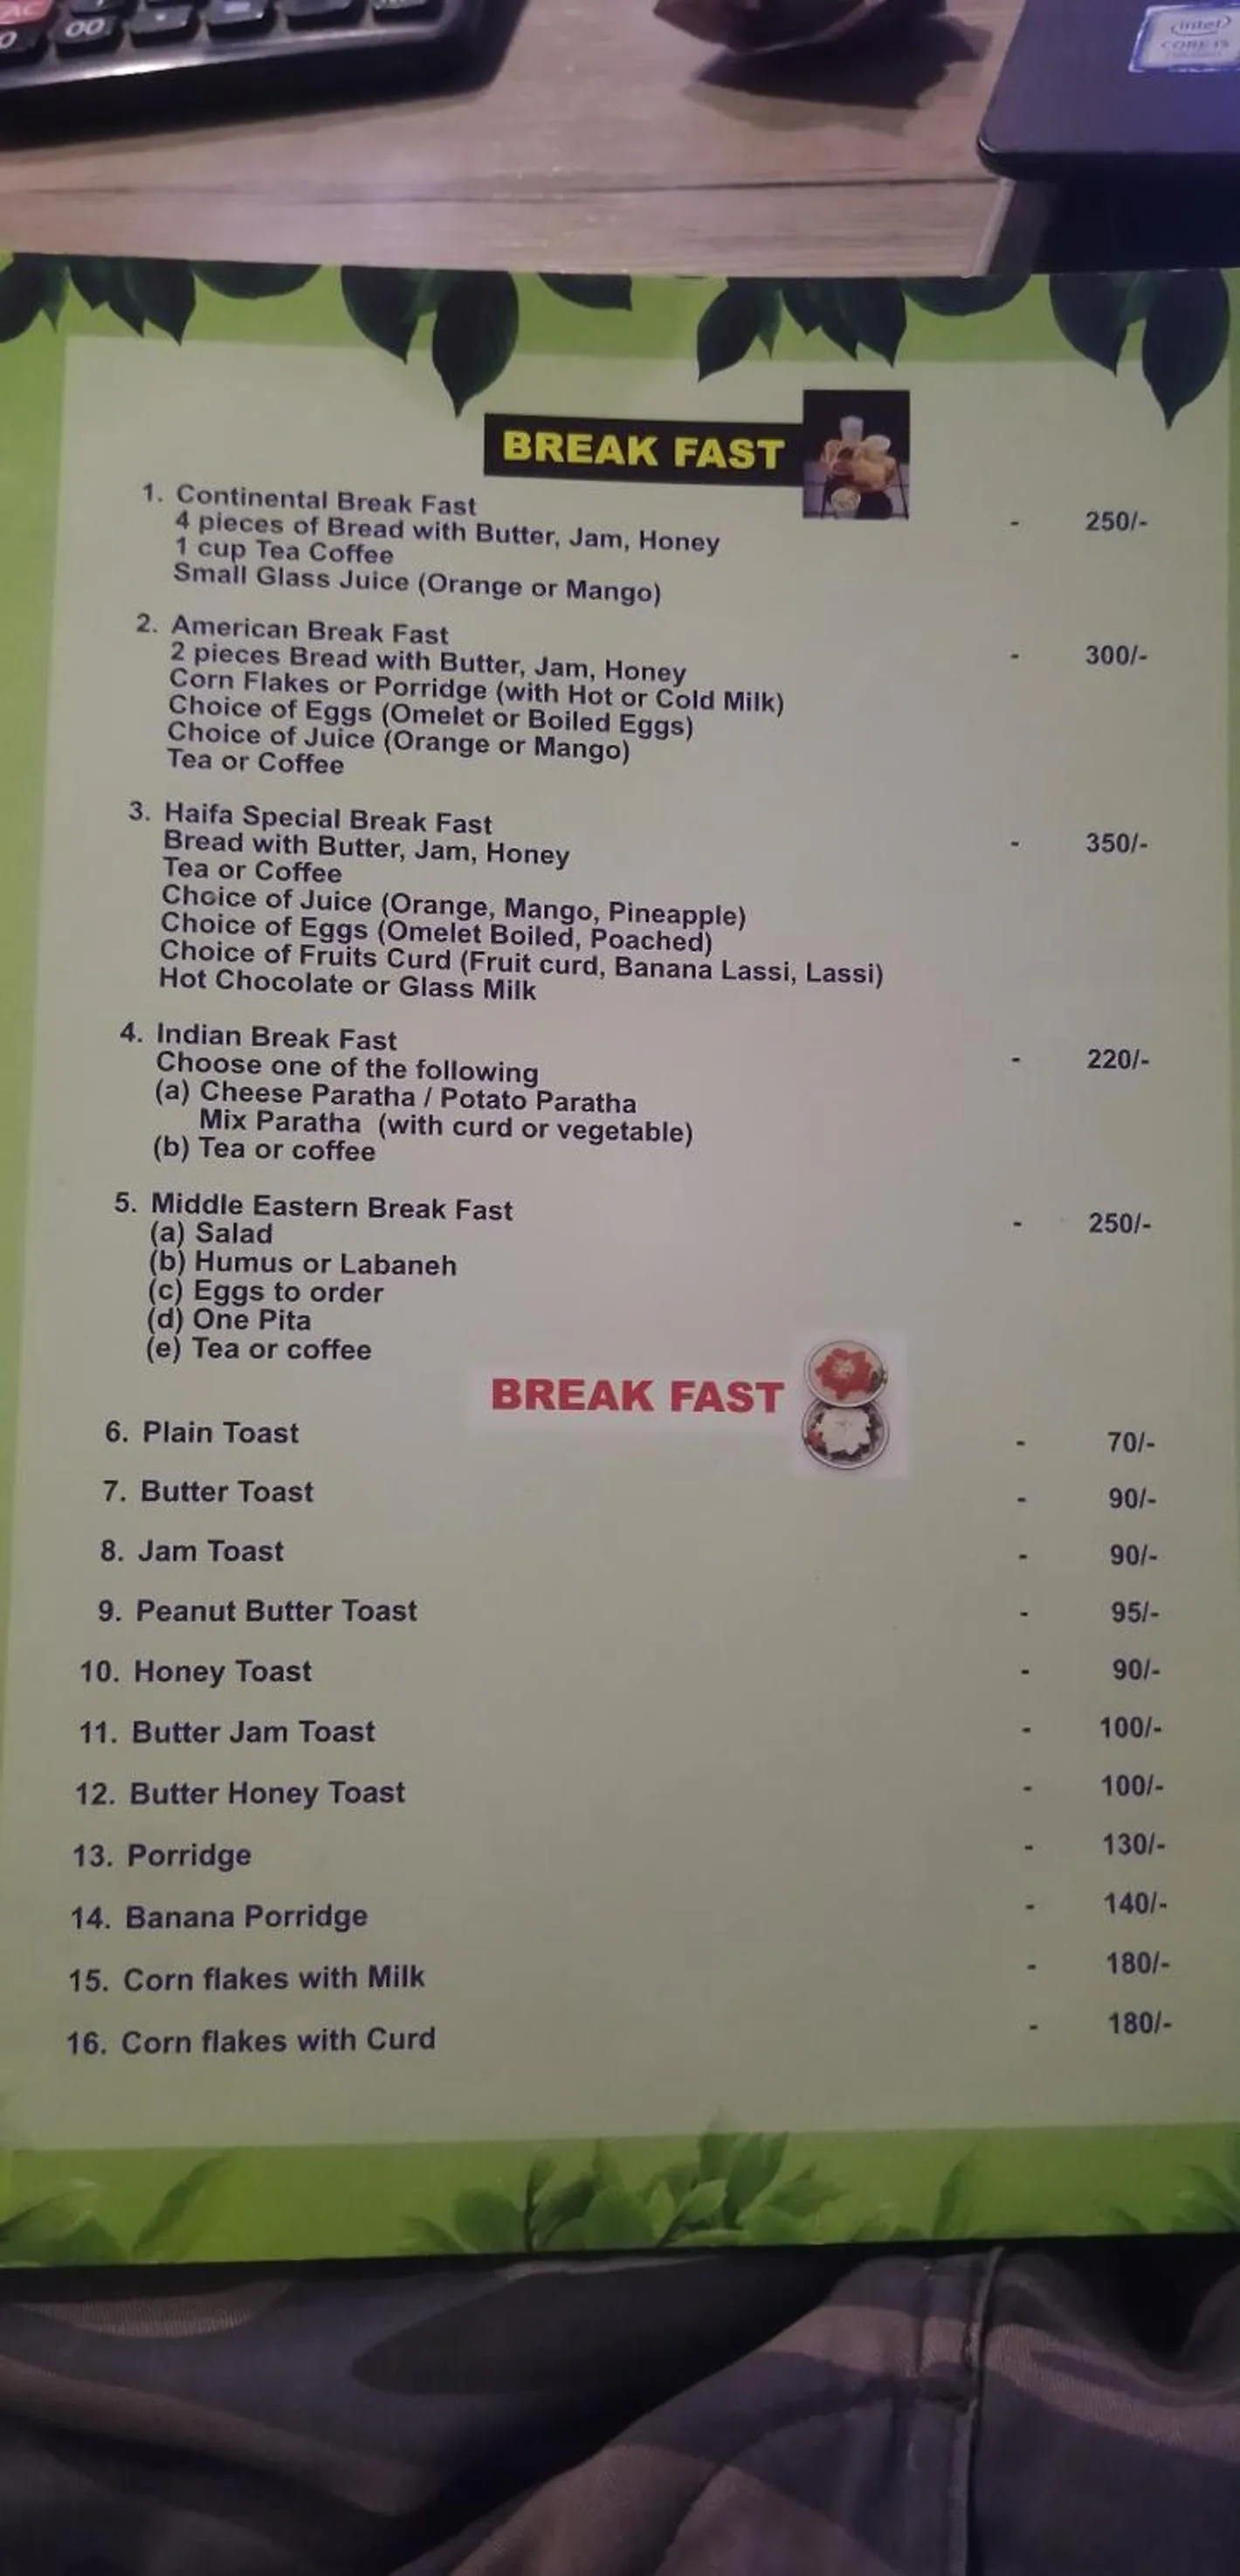 AC
00
0
intel
CORE i5
BREAK FAST
1. Continental Break Fast - 250/-
4 pieces of Bread with Butter, Jam, Honey
1 cup Tea Coffee
Small Glass Juice (Orange or Mango)
2. American Break Fast - 300/-
2 pieces Bread with Butter, Jam, Honey
Corn Flakes or Porridge (with Hot or Cold Milk)
Choice of Eggs (Omelet or Boiled Eggs)
Choice of Juice (Orange or Mango)
Tea or Coffee
3. Haifa Special Break Fast - 350/-
Bread with Butter, Jam, Honey
Tea or Coffee
Choice of Juice (Orange, Mango, Pineapple)
Choice of Eggs (Omelet Boiled, Poached)
Choice of Fruits Curd (Fruit curd, Banana Lassi, Lassi)
Hot Chocolate or Glass Milk
4. Indian Break Fast - 220/-
Choose one of the following
(a) Cheese Paratha / Potato Paratha
Mix Paratha (with curd or vegetable)
(b) Tea or coffee
5. Middle Eastern Break Fast - 250/-
(a) Salad
(b) Humus or Labaneh
(c) Eggs to order
(d) One Pita
(e) Tea or coffee
BREAK FAST
6. Plain Toast - 70/-
7. Butter Toast - 90/-
8. Jam Toast - 90/-
9. Peanut Butter Toast - 95/-
10. Honey Toast - 90/-
11. Butter Jam Toast - 100/-
12. Butter Honey Toast - 100/-
13. Porridge - 130/-
14. Banana Porridge - 140/-
15. Corn flakes with Milk - 180/-
16. Corn flakes with Curd - 180/-